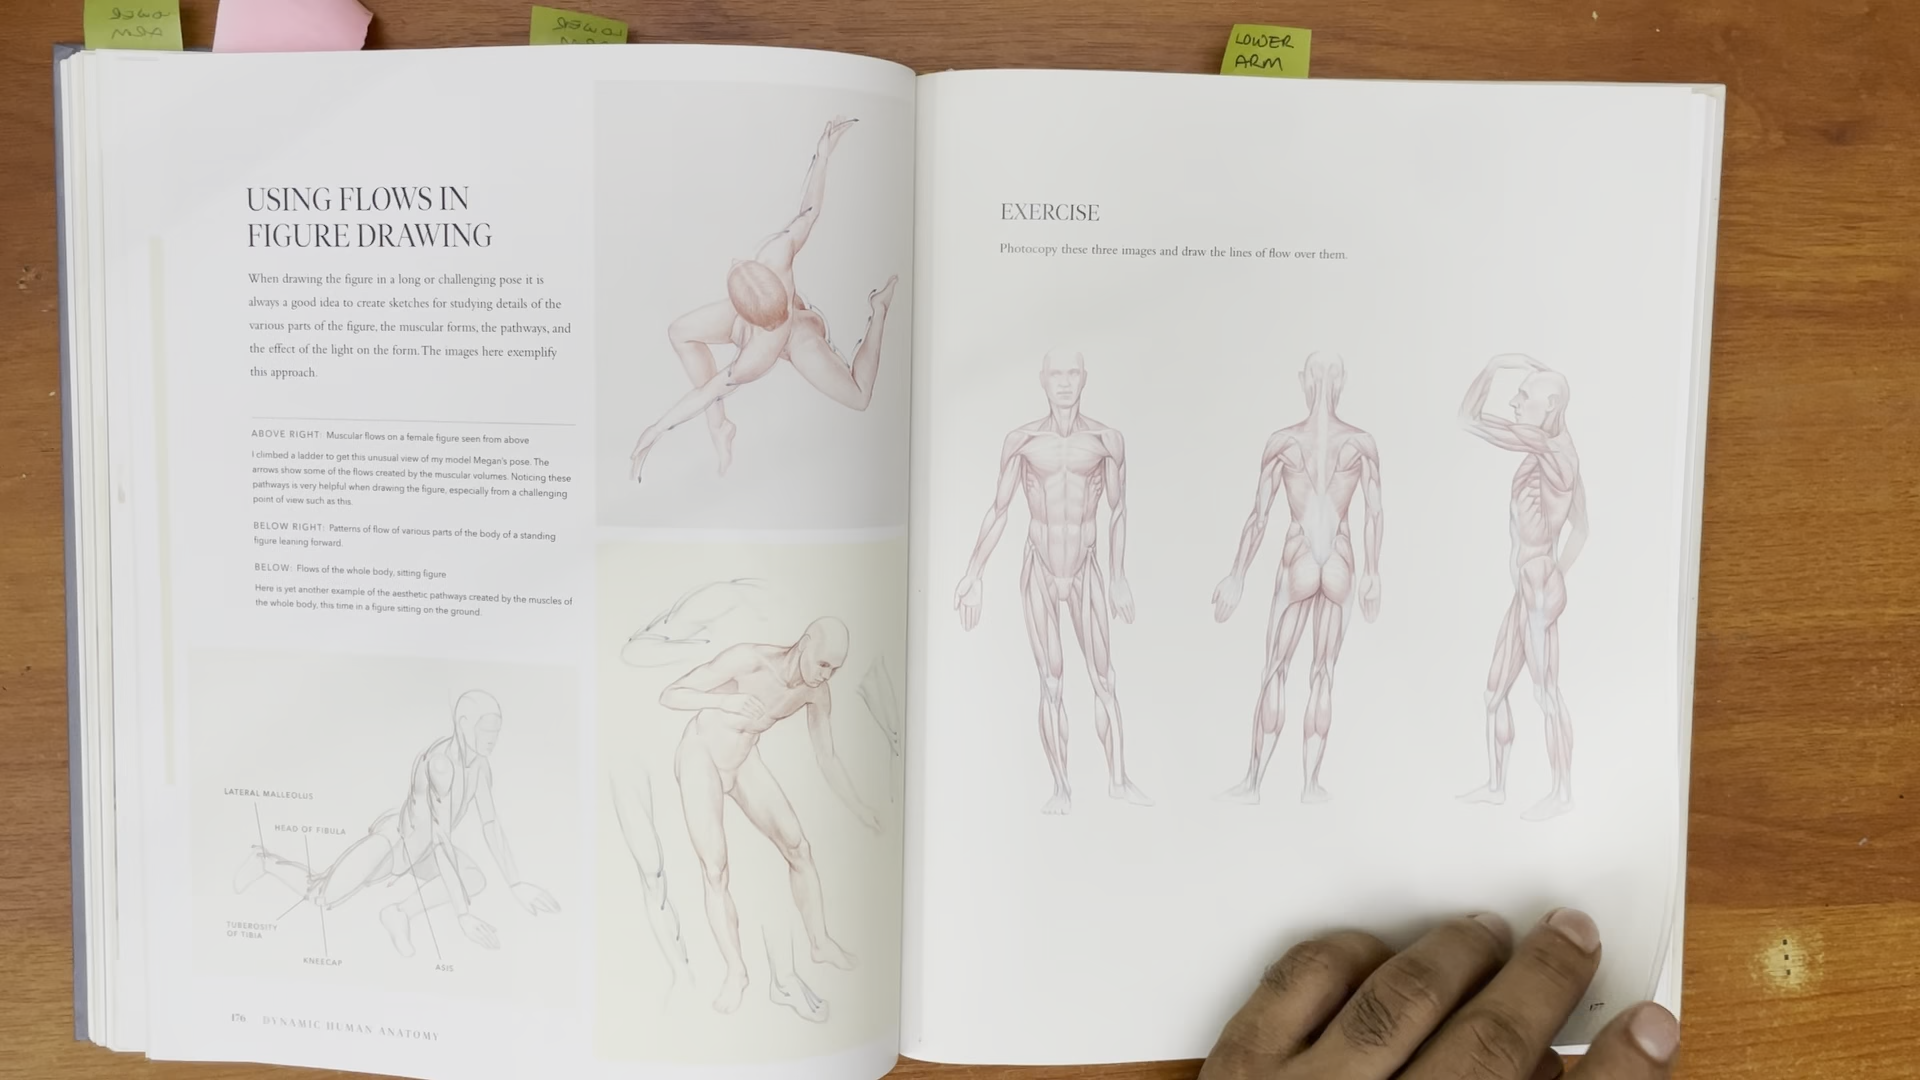 LOWER
ARM
USING FLOWS IN
FIGURE DRAWING
When drawing the figure in a long or challenging pose it is
always a good idea to create sketches for studying details of the
various parts of the figure, the muscular forms, the pathways, and
the effect of the light on the form. The images here exemplify
this approach.
ABOVE RIGHT: Muscular flows on a female figure seen from above
I climbed a ladder to get this unusual view of my model Megan's pose. The
arrows show some of the flows created by the muscular volumes. Noticing these
pathways is very helpful when drawing the figure, especially from a challenging
point of view such as this.
BELOW RIGHT: Patterns of flow of various parts of the body of a standing
figure leaning forward.
BELOW: Flows of the whole body, sitting figure
Here is yet another example of the aesthetic pathways created by the muscles of
the whole body, this time in a figure sitting on the ground.
LATERAL MALLEOLUS
HEAD OF FIBULA
TUBEROSITY
OF TIBIA
KNEECAP
ASIS
176 DYNAMIC HUMAN ANATOMY
EXERCISE
Photocopy these three images and draw the lines of flow over them.
177